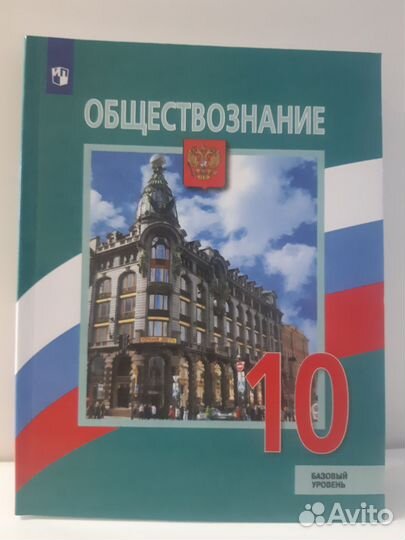 ОБЩЕСТВОЗНАНИЕ
10
БАЗОВЫЙ
УРОВЕНЬ
Avito